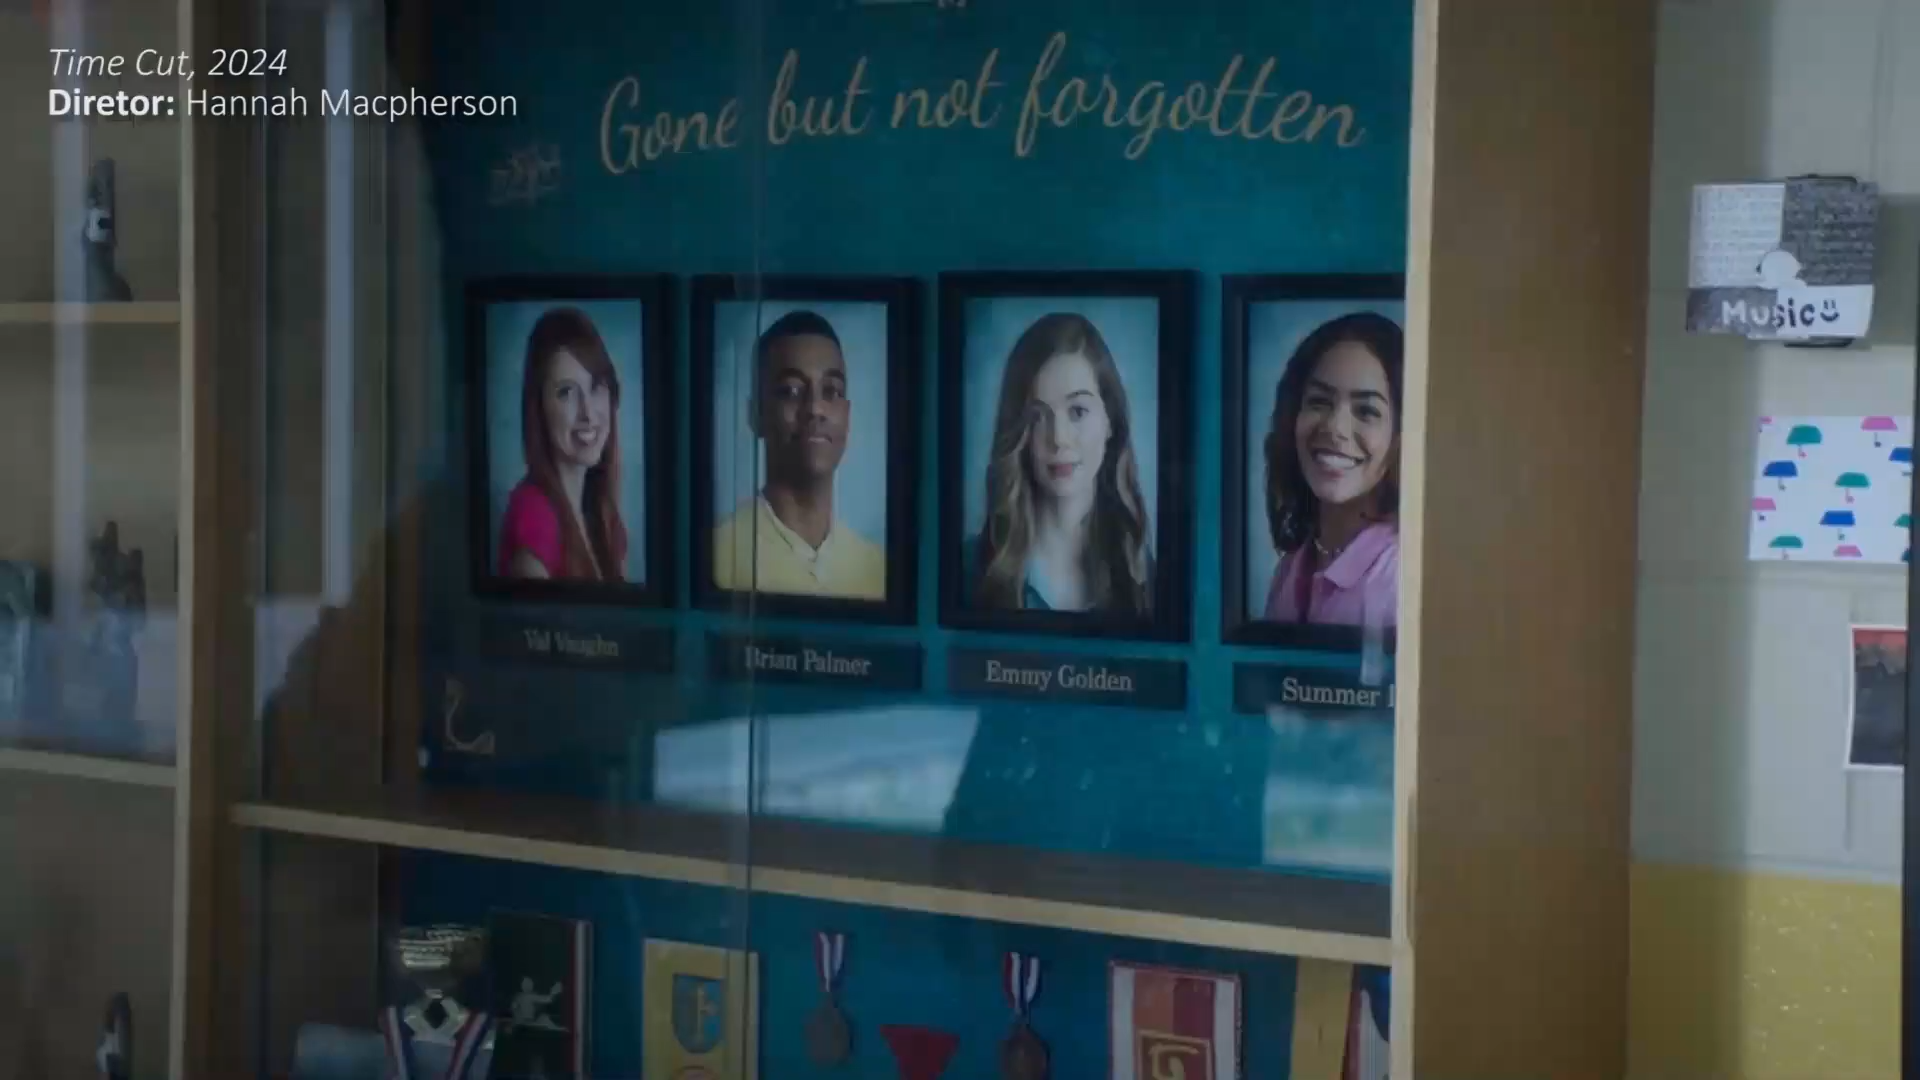 Time Cut, 2024
Diretor: Hannah Macpherson
Gone but not forgotten
Music
Val Vaughn
Brian Palmer
Emmy Golden
Summer